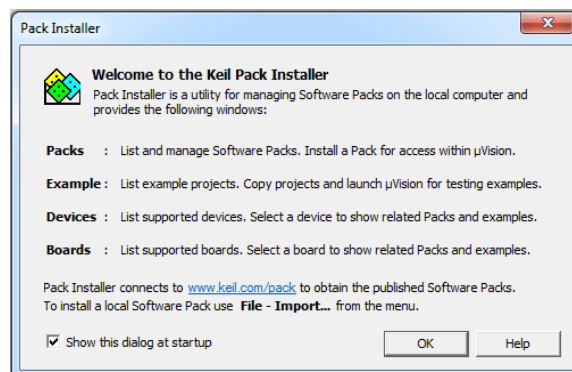 Pack Installer
Welcome to the Keil Pack Installer
Pack Installer is a utility for managing Software Packs on the local computer and
provides the following windows:
Packs : List and manage Software Packs. Install a Pack for access within µVision.
Example : List example projects. Copy projects and launch µVision for testing examples.
Devices : List supported devices. Select a device to show related Packs and examples.
Boards : List supported boards. Select a board to show related Packs and examples.
Pack Installer connects to www.keil.com/pack to obtain the published Software Packs.
To install a local Software Pack use File - Import... from the menu.
Show this dialog at startup
OK
Help